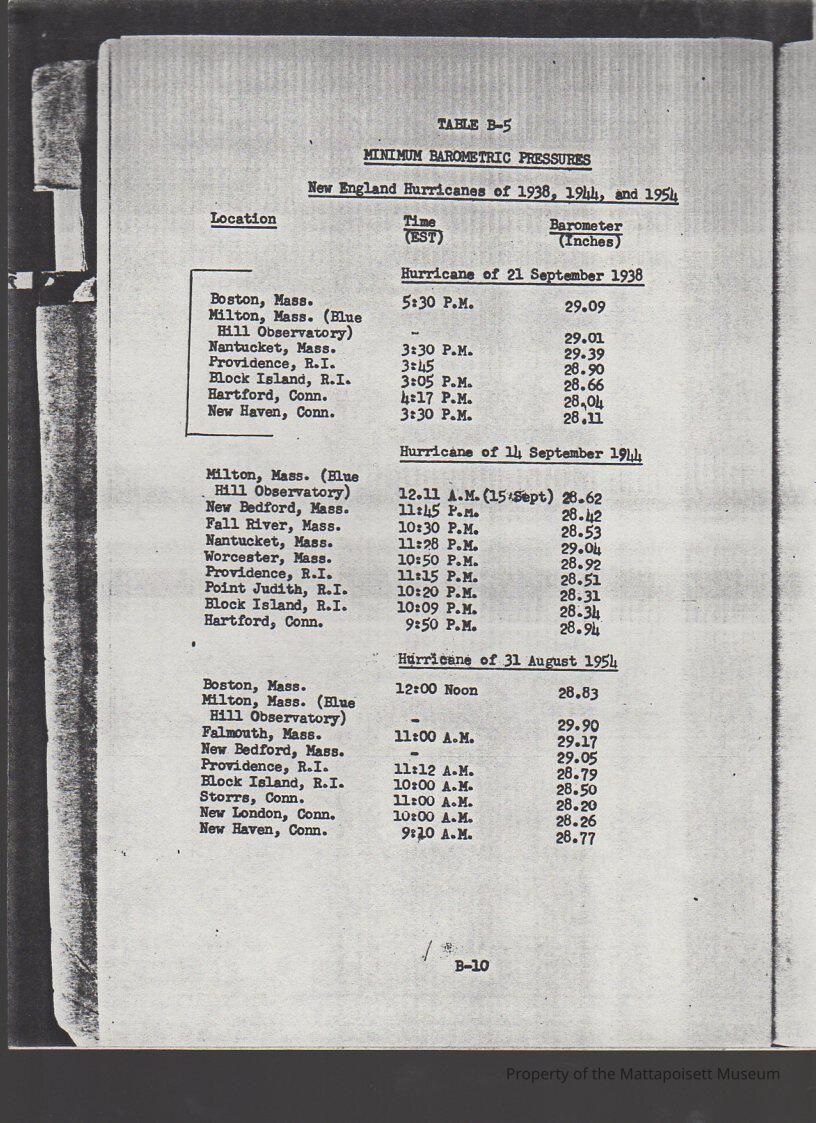 TABLE B-5
MINIMUM BAROMETRIC PRESSURES
New England Hurricanes of 1938, 1944, and 1954
Location Time (EST) Barometer (Inches)
Hurricane of 21 September 1938
Boston, Mass. 5:30 P.M. 29.09
Milton, Mass. (Blue
Hill Observatory) - 29.01
Nantucket, Mass. 3:30 P.M. 29.39
Providence, R.I. 3:45 28.90
Block Island, R.I. 3:05 P.M. 28.66
Hartford, Conn. 4:17 P.M. 28.04
New Haven, Conn. 3:30 P.M. 28.11
Hurricane of 14 September 1944
Milton, Mass. (Blue
Hill Observatory) 12.11 A.M. (15 Sept) 28.62
New Bedford, Mass. 11:45 P.M. 28.42
Fall River, Mass. 10:30 P.M. 28.53
Nantucket, Mass. 11:28 P.M. 29.04
Worcester, Mass. 10:50 P.M. 28.92
Providence, R.I. 11:15 P.M. 28.51
Point Judith, R.I. 10:20 P.M. 28.31
Block Island, R.I. 10:09 P.M. 28.34
Hartford, Conn. 9:50 P.M. 28.94
Hurricane of 31 August 1954
Boston, Mass. 12:00 Noon 28.83
Milton, Mass. (Blue
Hill Observatory) - 29.90
Falmouth, Mass. 11:00 A.M. 29.17
New Bedford, Mass. - 29.05
Providence, R.I. 11:12 A.M. 28.79
Block Island, R.I. 10:00 A.M. 28.50
Storrs, Conn. 11:00 A.M. 28.20
New London, Conn. 10:00 A.M. 28.26
New Haven, Conn. 9:10 A.M. 28.77
B-10
Property of the Mattapoisett Museum